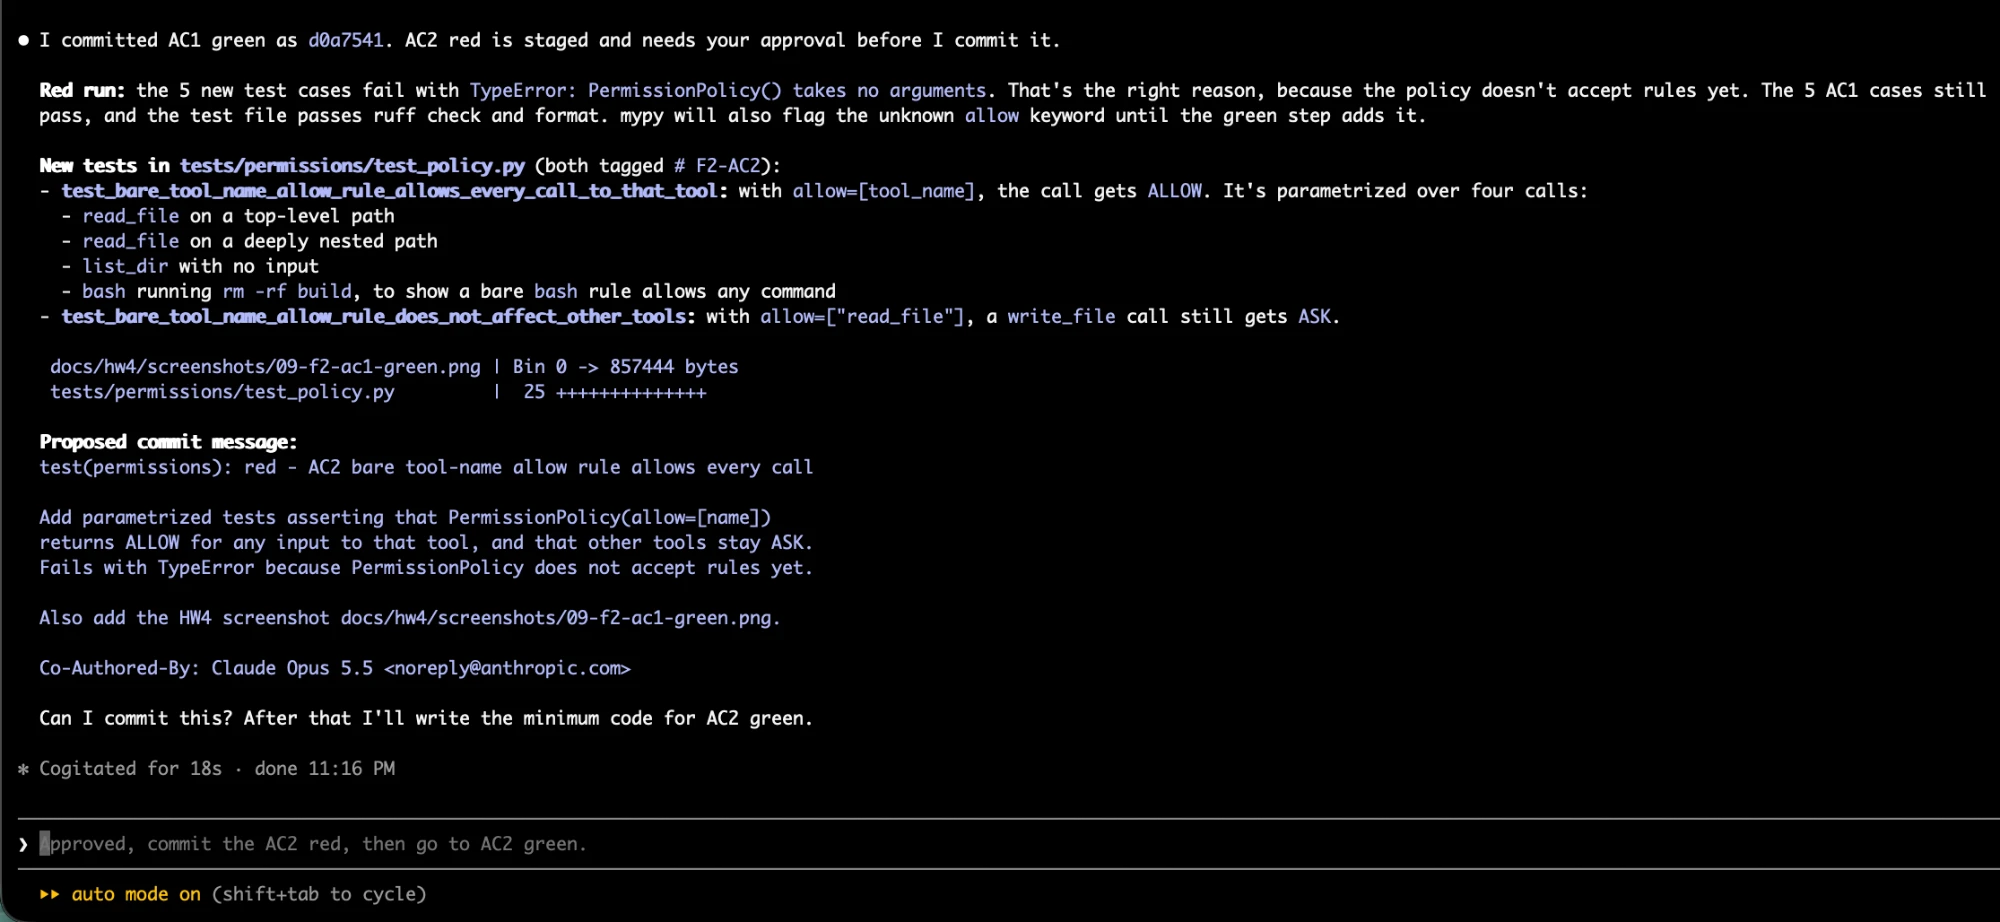 ● I committed AC1 green as d0a7541. AC2 red is staged and needs your approval before I commit it.
Red run: the 5 new test cases fail with TypeError: PermissionPolicy() takes no arguments. That's the right reason, because the policy doesn't accept rules yet. The 5 AC1 cases still
pass, and the test file passes ruff check and format. mypy will also flag the unknown allow keyword until the green step adds it.
New tests in tests/permissions/test_policy.py (both tagged # F2-AC2):
- test_bare_tool_name_allow_rule_allows_every_call_to_that_tool: with allow=[tool_name], the call gets ALLOW. It's parametrized over four calls:
- read_file on a top-level path
- read_file on a deeply nested path
- list_dir with no input
- bash running rm -rf build, to show a bare bash rule allows any command
- test_bare_tool_name_allow_rule_does_not_affect_other_tools: with allow=["read_file"], a write_file call still gets ASK.
docs/hw4/screenshots/09-f2-ac1-green.png | Bin 0 -> 857444 bytes
tests/permissions/test_policy.py | 25 ++++++++++++++
Proposed commit message:
test(permissions): red - AC2 bare tool-name allow rule allows every call
Add parametrized tests asserting that PermissionPolicy(allow=[name])
returns ALLOW for any input to that tool, and that other tools stay ASK.
Fails with TypeError because PermissionPolicy does not accept rules yet.
Also add the HW4 screenshot docs/hw4/screenshots/09-f2-ac1-green.png.
Co-Authored-By: Claude Opus 5.5 <noreply@anthropic.com>
Can I commit this? After that I'll write the minimum code for AC2 green.
✻ Cogitated for 18s · done 11:16 PM
❯ Approved, commit the AC2 red, then go to AC2 green.
⏵⏵ auto mode on (shift+tab to cycle)